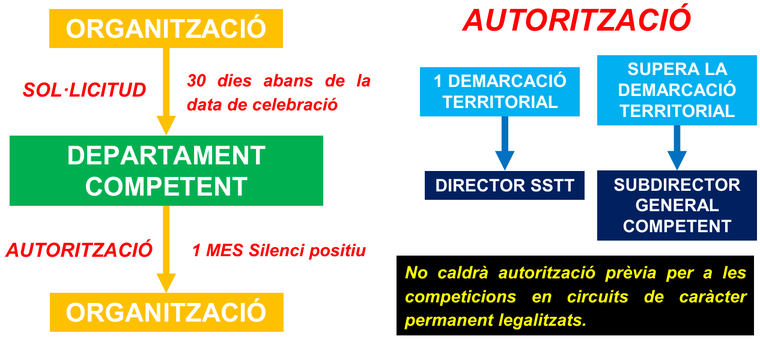 ORGANITZACIÓ
SOL·LICITUD
30 dies abans de la
data de celebració
DEPARTAMENT
COMPETENT
AUTORITZACIÓ
1 MES Silenci positiu
ORGANITZACIÓ
AUTORITZACIÓ
1 DEMARCACIÓ
TERRITORIAL
SUPERA LA
DEMARCACIÓ
TERRITORIAL
DIRECTOR SSTT
SUBDIRECTOR
GENERAL
COMPETENT
No caldrà autorització prèvia per a les
competicions en circuits de caràcter
permanent legalitzats.